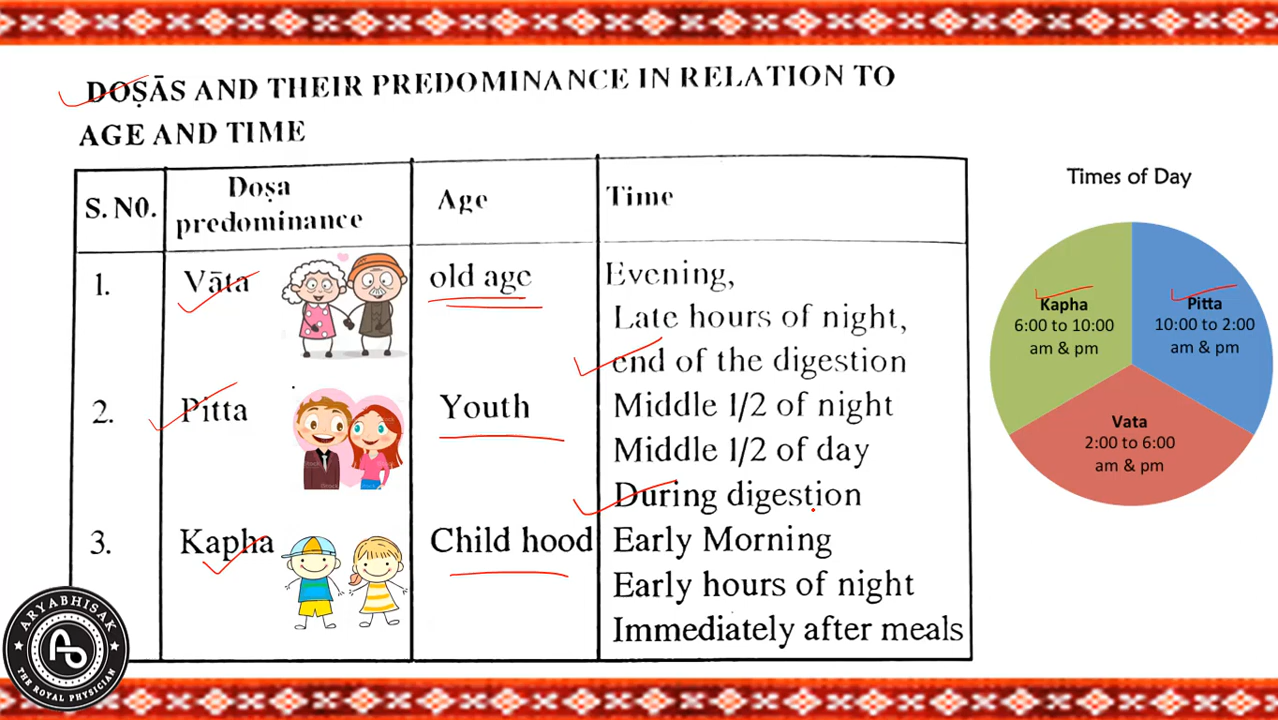 DOṢĀS AND THEIR PREDOMINANCE IN RELATION TO
AGE AND TIME
S. N0.
Doṣa
predominance
Age
Time
1.
Vāta
old age
Evening,
Late hours of night,
end of the digestion
2.
Pitta
Youth
Middle 1/2 of night
Middle 1/2 of day
During digestion
3.
Kapha
Child hood
Early Morning
Early hours of night
Immediately after meals
Times of Day
Kapha
6:00 to 10:00
am & pm
Pitta
10:00 to 2:00
am & pm
Vata
2:00 to 6:00
am & pm
ARYABHISAK
THE ROYAL PHYSICIAN